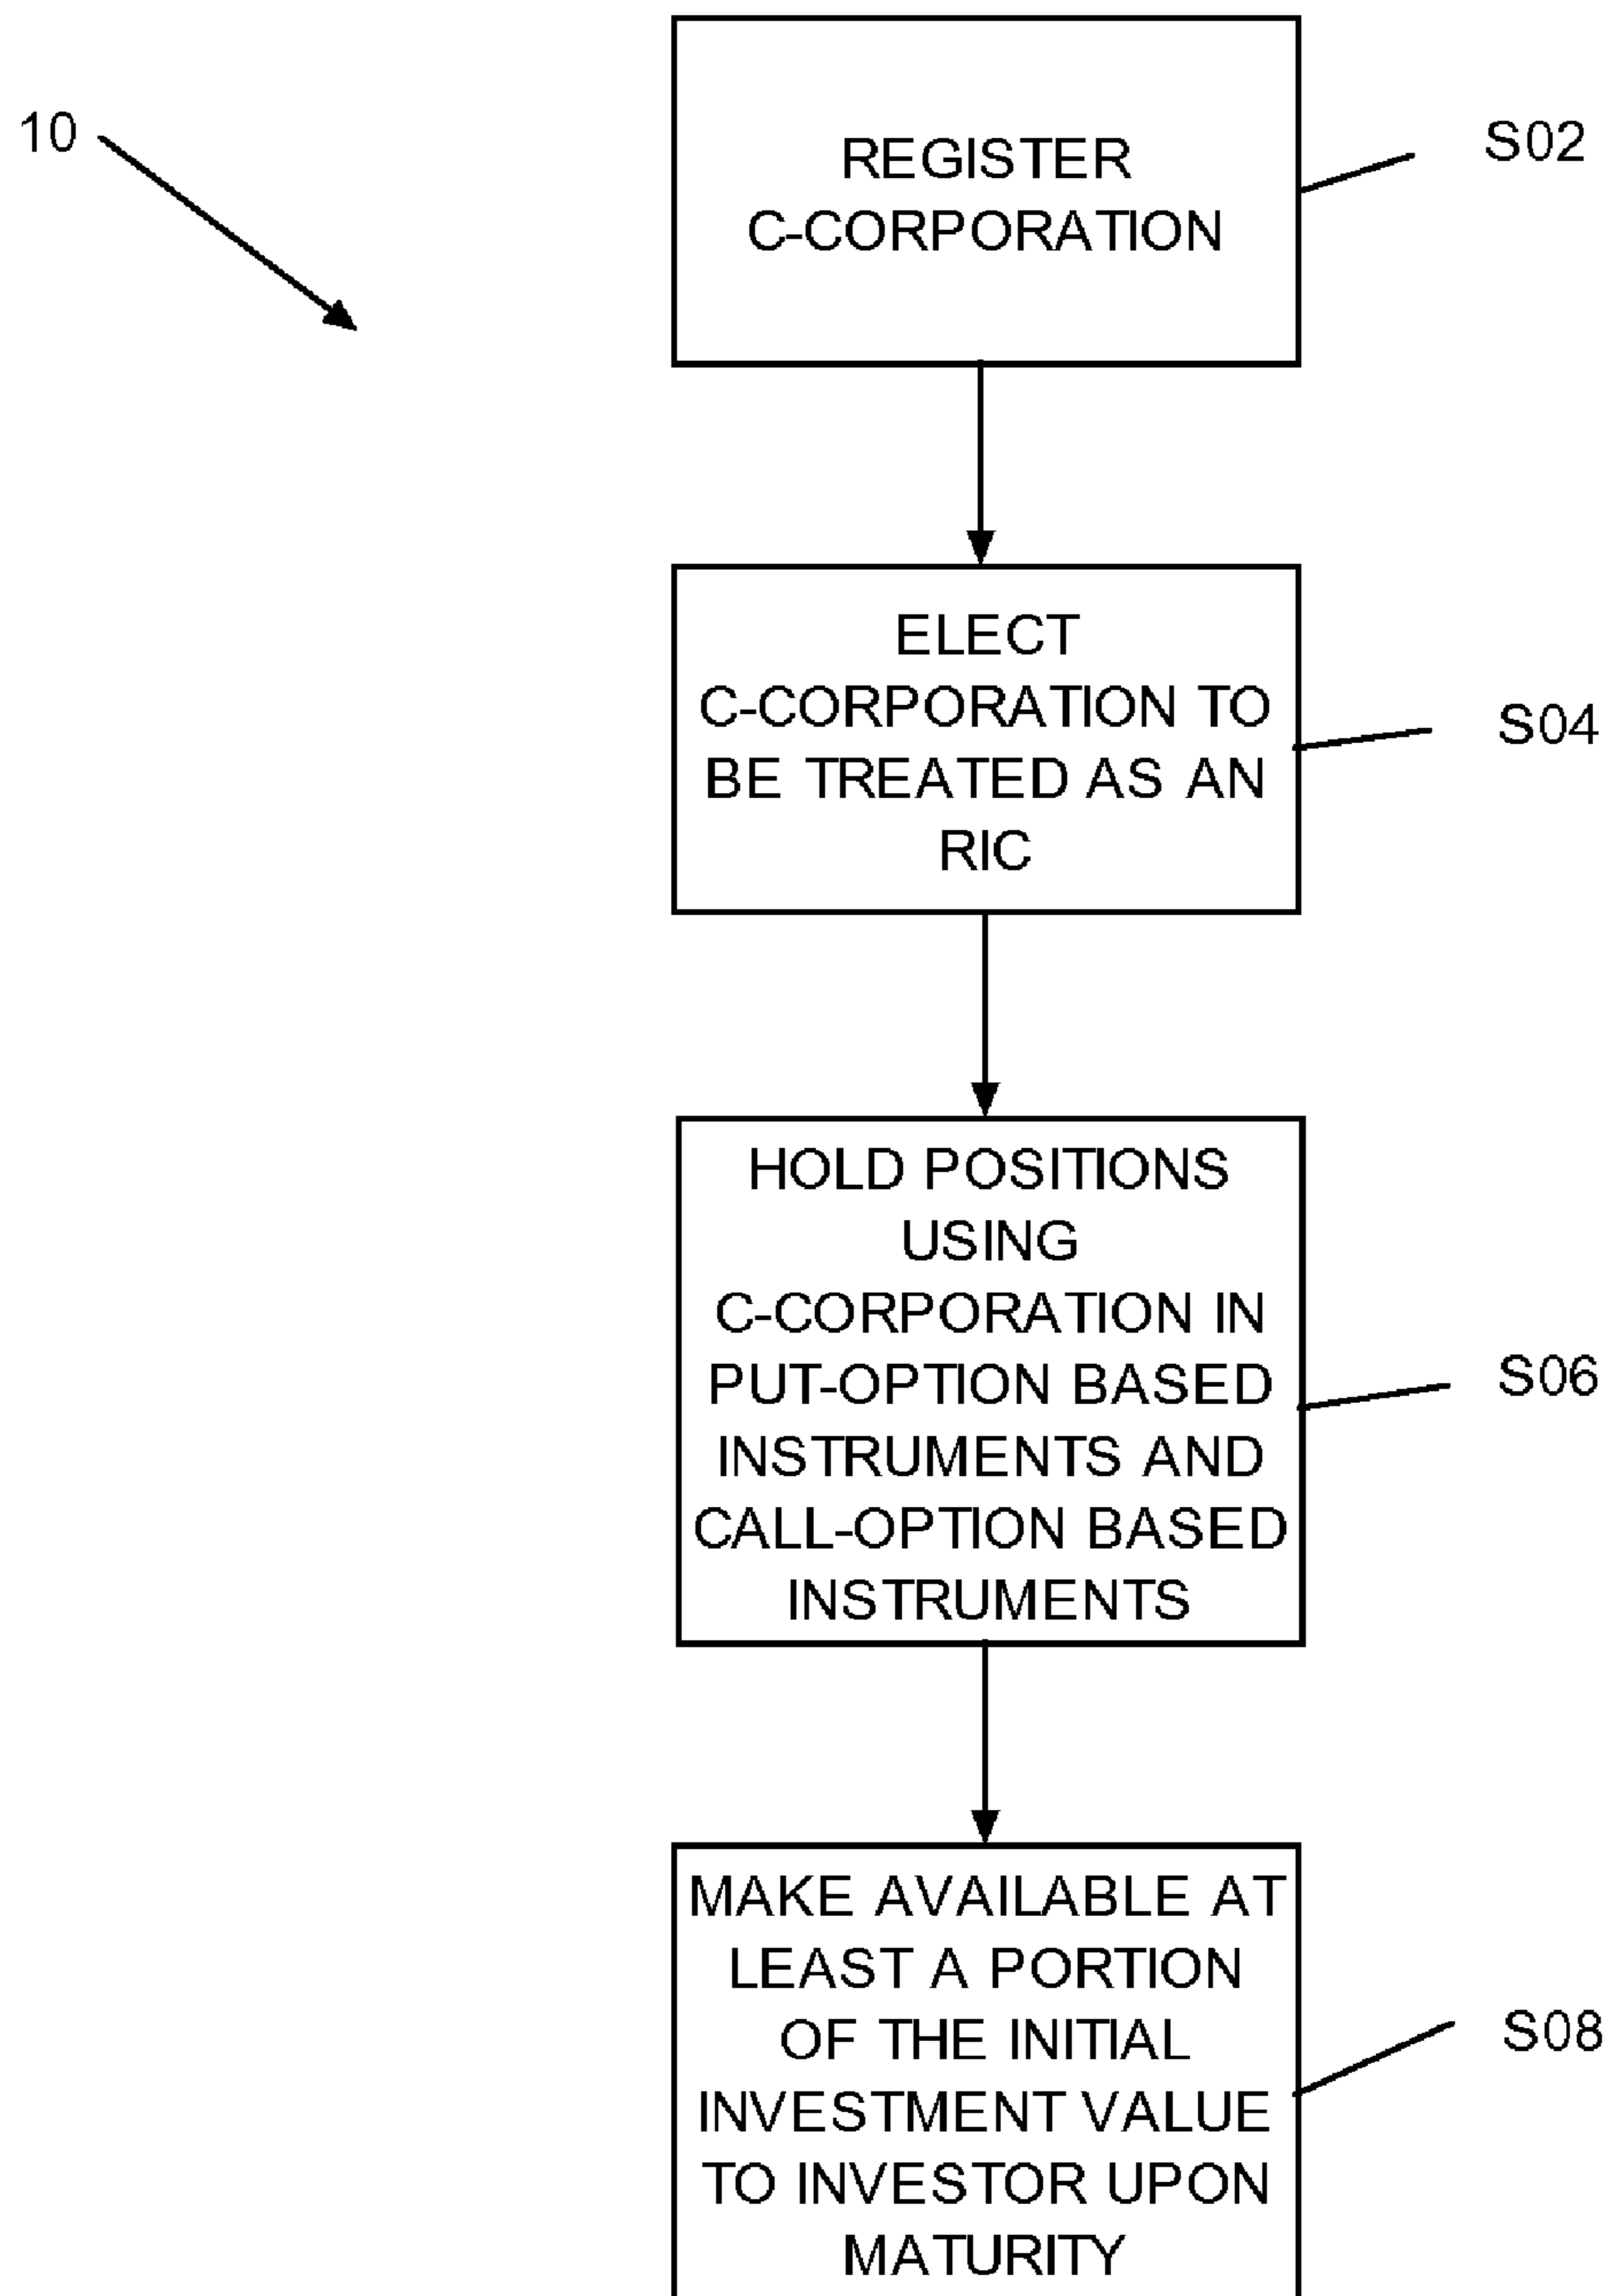 10
REGISTER
C-CORPORATION
S02
ELECT
C-CORPORATION TO
BE TREATED AS AN
RIC
S04
HOLD POSITIONS
USING
C-CORPORATION IN
PUT-OPTION BASED
INSTRUMENTS AND
CALL-OPTION BASED
INSTRUMENTS
S06
MAKE AVAILABLE AT
LEAST A PORTION
OF THE INITIAL
INVESTMENT VALUE
TO INVESTOR UPON
MATURITY
S08